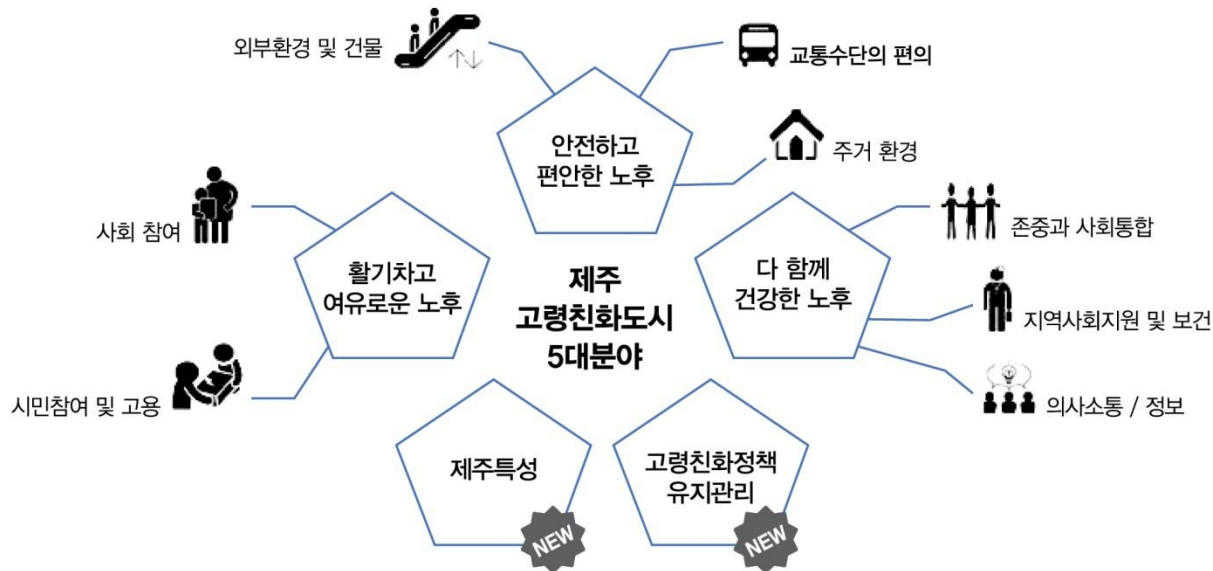 외부환경 및 건물
교통수단의 편의
안전하고
편안한 노후
주거 환경
사회 참여
존중과 사회통합
활기차고
여유로운 노후
다 함께
건강한 노후
제주
고령친화도시
5대분야
지역사회지원 및 보건
시민참여 및 고용
의사소통 / 정보
제주특성
NEW
고령친화정책
유지관리
NEW